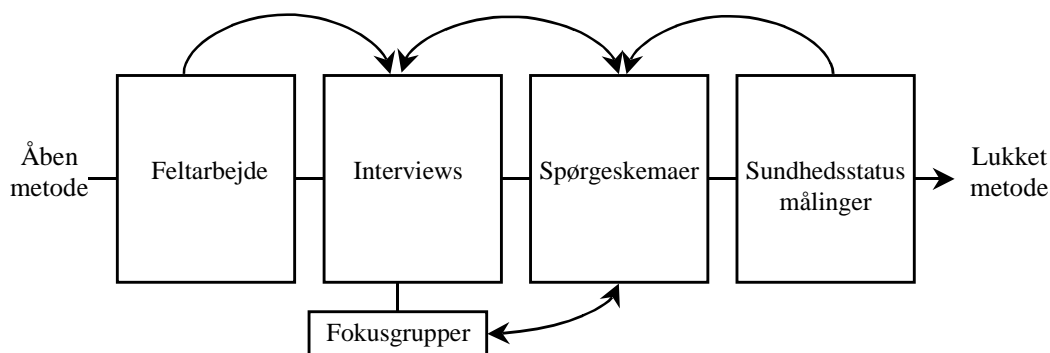 Åben
metode
Feltarbejde
Interviews
Spørgeskemaer
Sundhedsstatus
målinger
Lukket
metode
Fokusgrupper